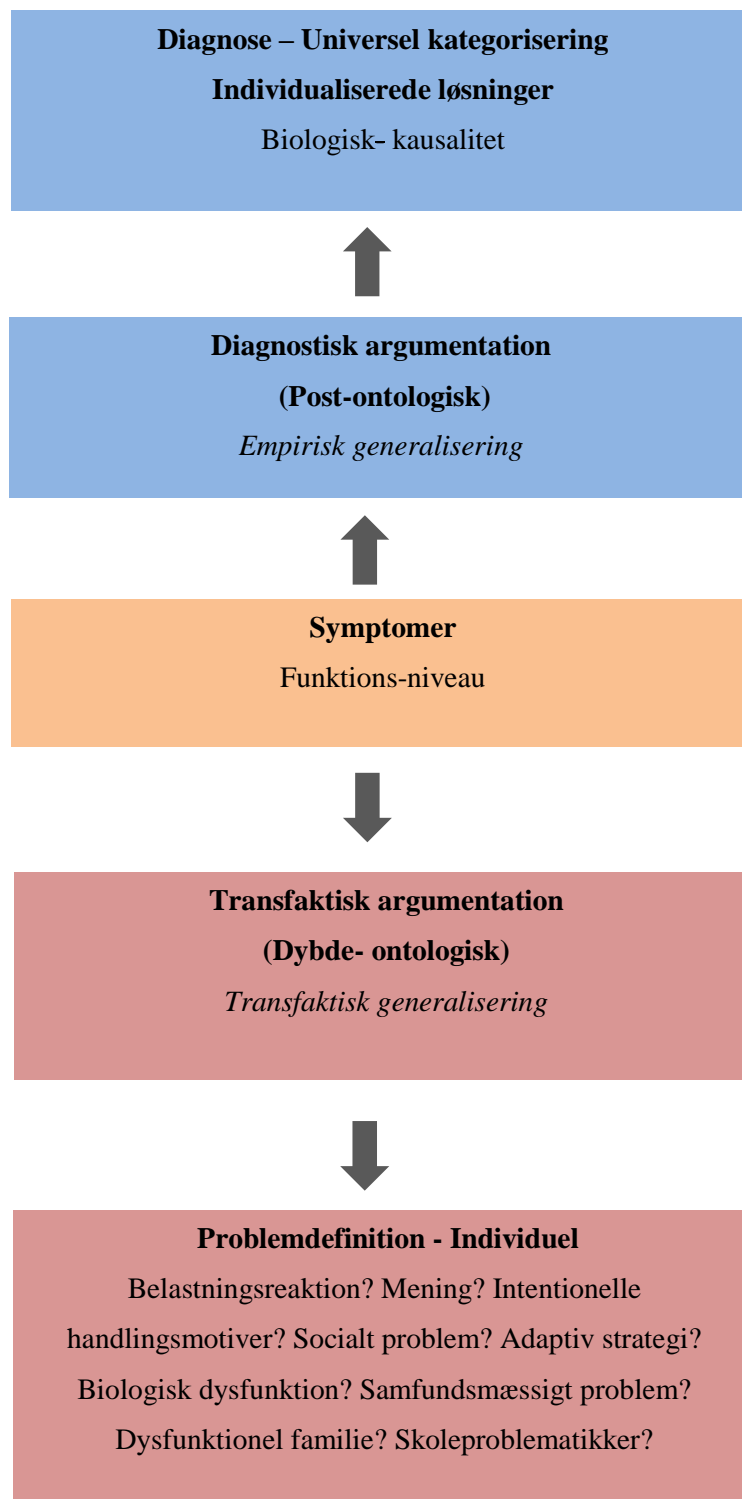 Diagnose – Universel kategorisering
Individualiserede løsninger
Biologisk- kausalitet
Diagnostisk argumentation
(Post-ontologisk)
Empirisk generalisering
Symptomer
Funktions-niveau
Transfaktisk argumentation
(Dybde- ontologisk)
Transfaktisk generalisering
Problemdefinition - Individuel
Belastningsreaktion? Mening? Intentionelle
handlingsmotiver? Socialt problem? Adaptiv strategi?
Biologisk dysfunktion? Samfundsmæssigt problem?
Dysfunktionel familie? Skoleproblematikker?